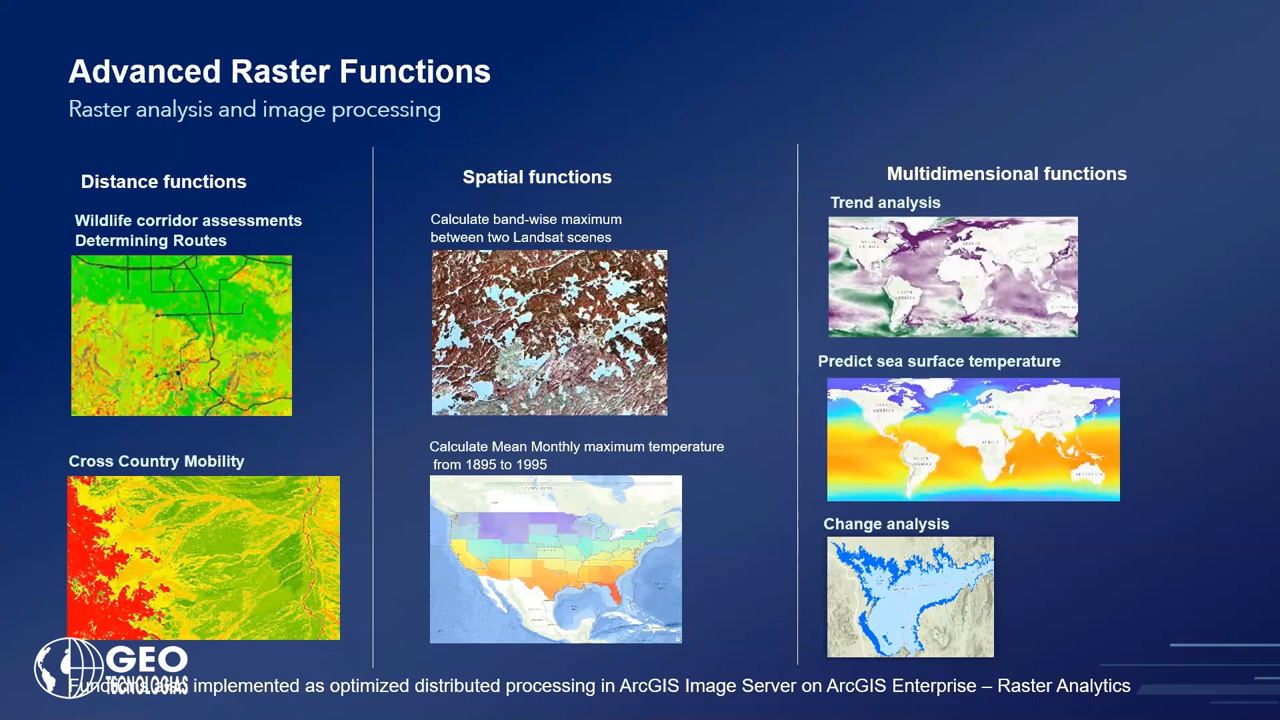 Advanced Raster Functions
Raster analysis and image processing
Distance functions
Wildlife corridor assessments
Determining Routes
Cross Country Mobility
Spatial functions
Calculate band-wise maximum
between two Landsat scenes
Calculate Mean Monthly maximum temperature
from 1895 to 1995
Multidimensional functions
Trend analysis
Predict sea surface temperature
Change analysis
GEO
TECNOLOGIAS
implemented as optimized distributed processing in ArcGIS Image Server on ArcGIS Enterprise – Raster Analytics